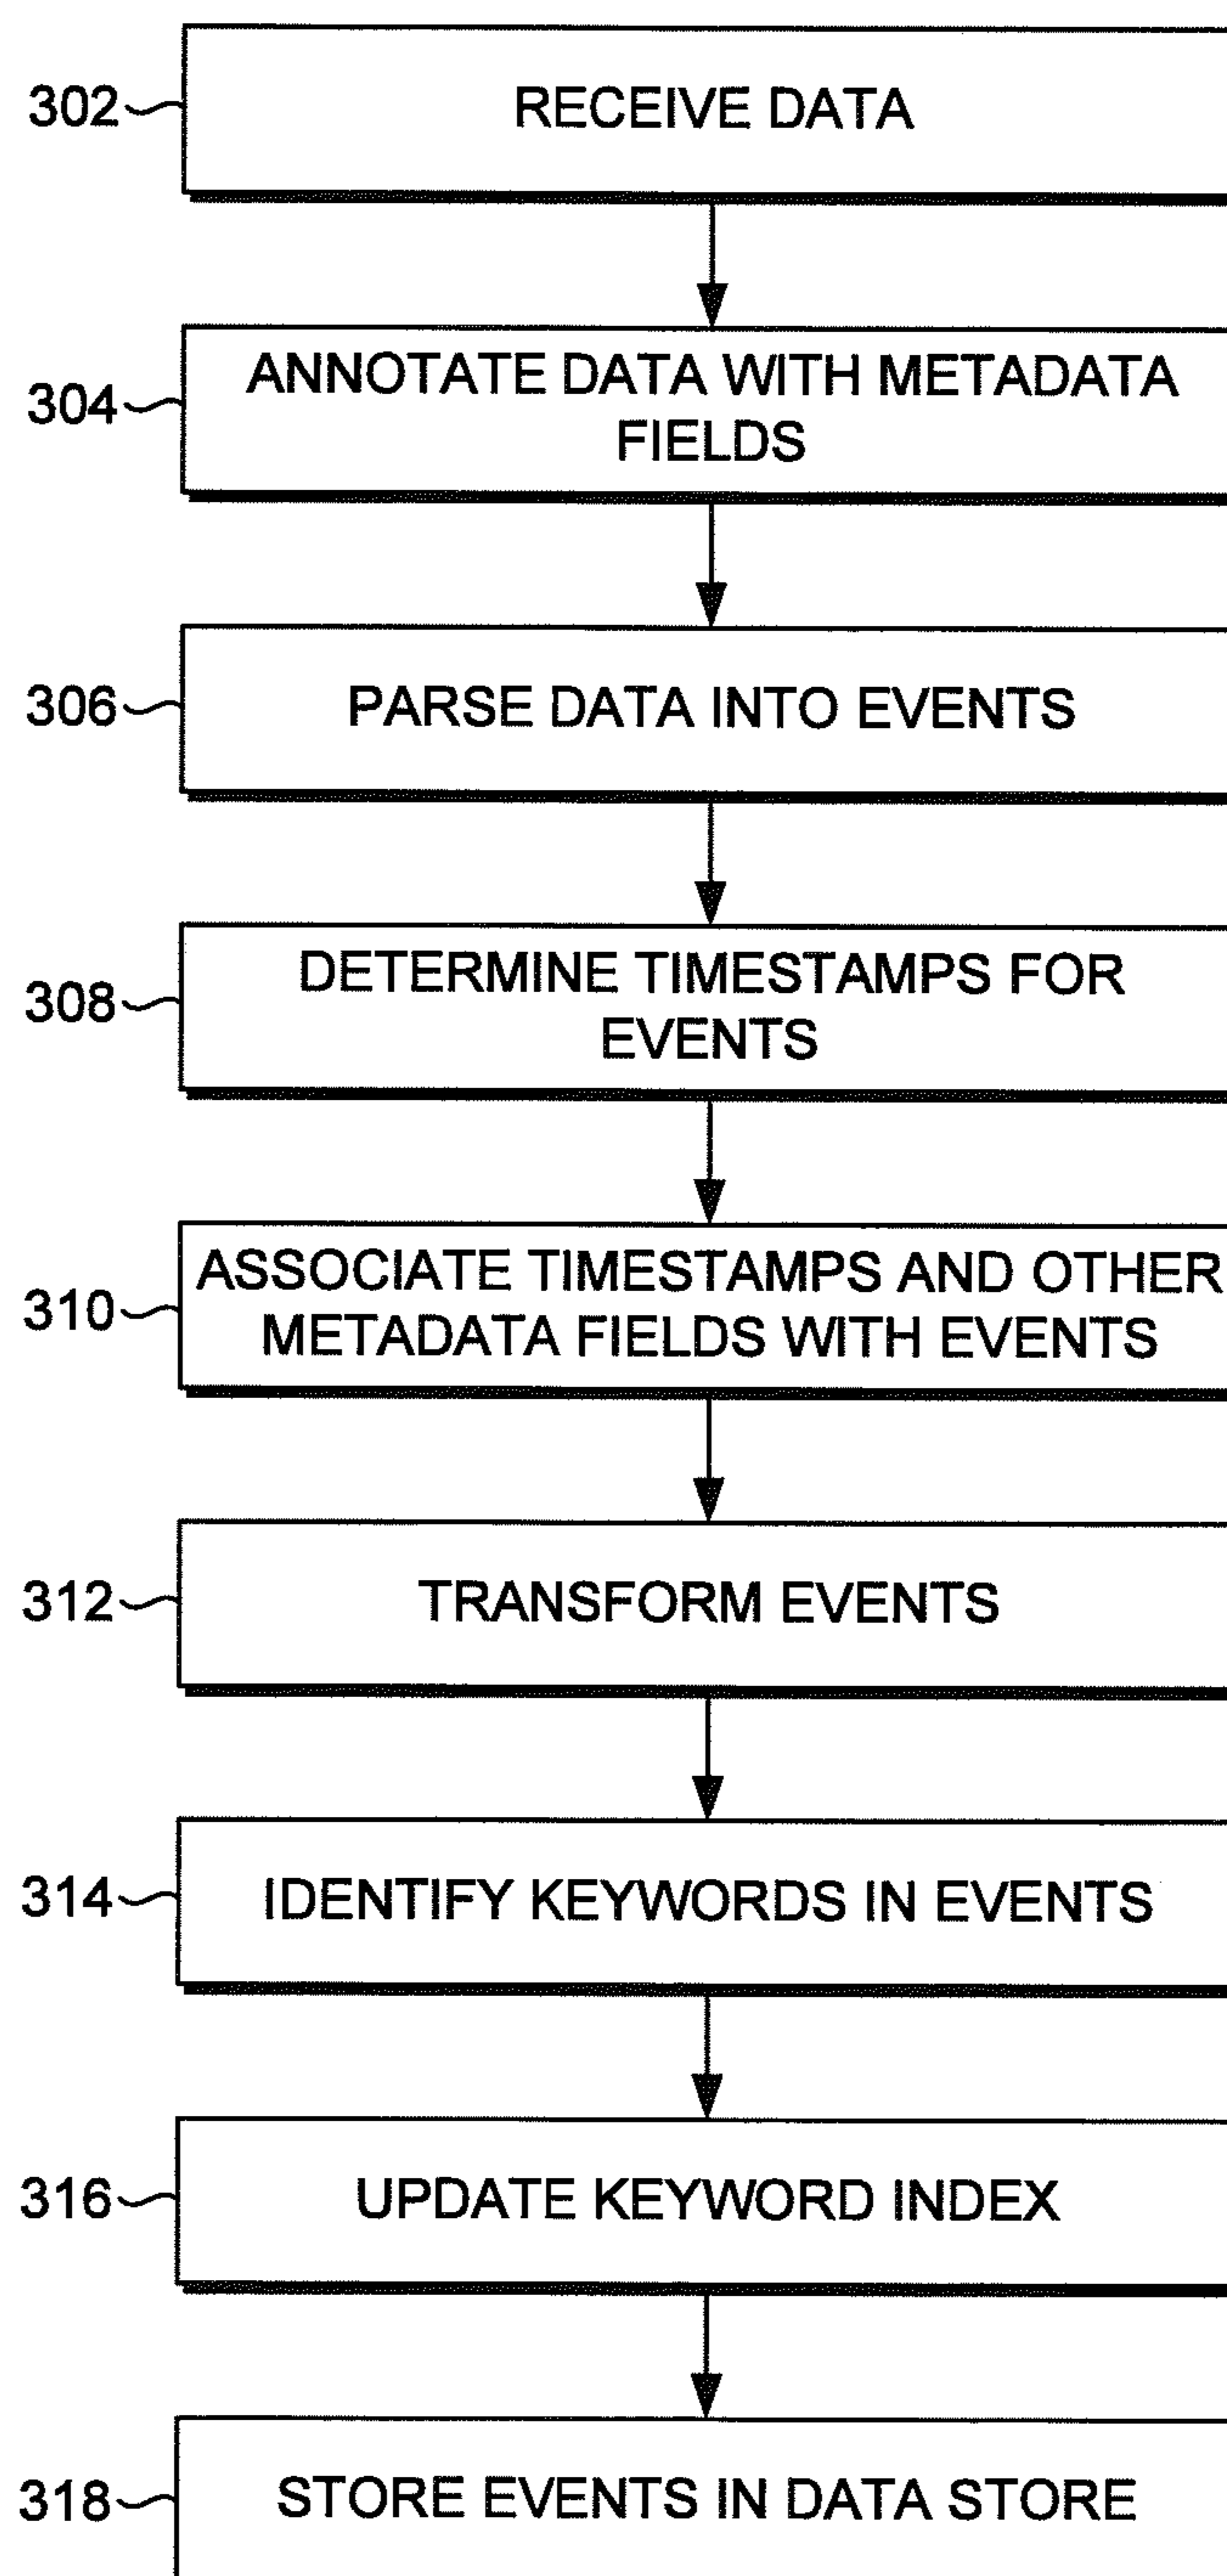 302
RECEIVE DATA
304
ANNOTATE DATA WITH METADATA
FIELDS
306
PARSE DATA INTO EVENTS
308
DETERMINE TIMESTAMPS FOR
EVENTS
310
ASSOCIATE TIMESTAMPS AND OTHER
METADATA FIELDS WITH EVENTS
312
TRANSFORM EVENTS
314
IDENTIFY KEYWORDS IN EVENTS
316
UPDATE KEYWORD INDEX
318
STORE EVENTS IN DATA STORE